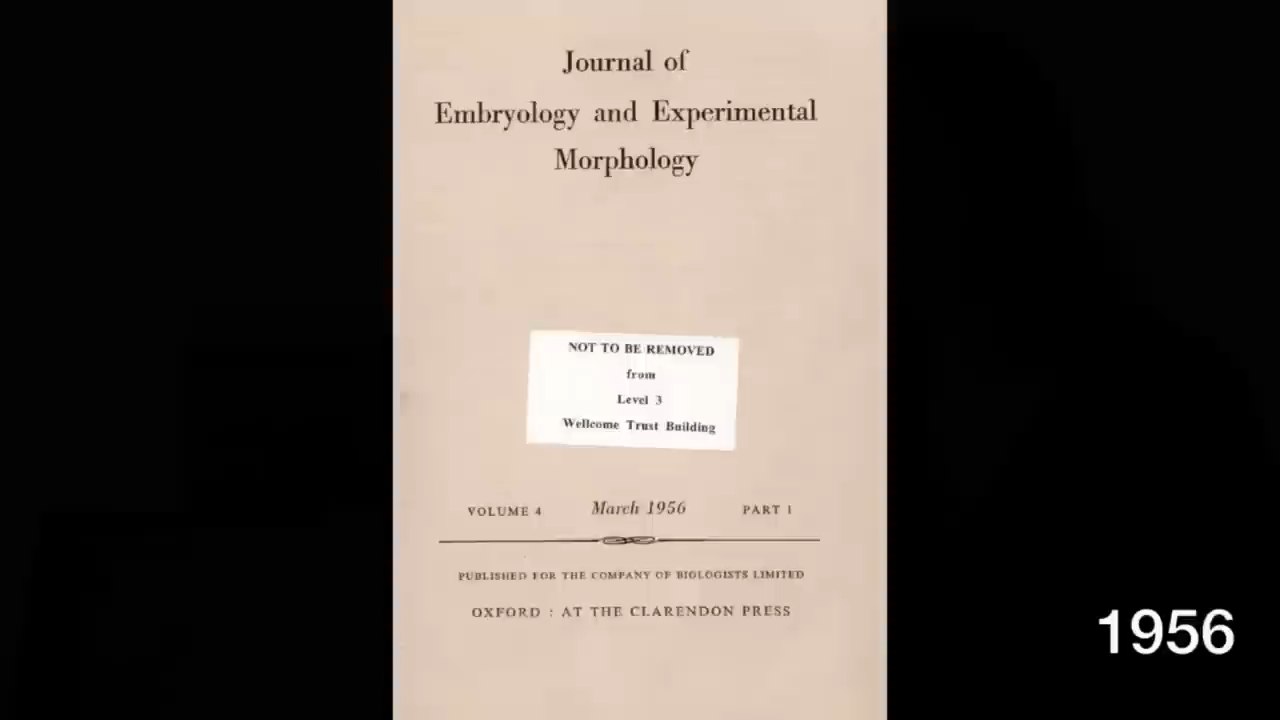 Journal of
Embryology and Experimental
Morphology
NOT TO BE REMOVED
from
Level 3
Wellcome Trust Building
VOLUME 4 March 1956 PART 1
PUBLISHED FOR THE COMPANY OF BIOLOGISTS LIMITED
OXFORD : AT THE CLARENDON PRESS
1956